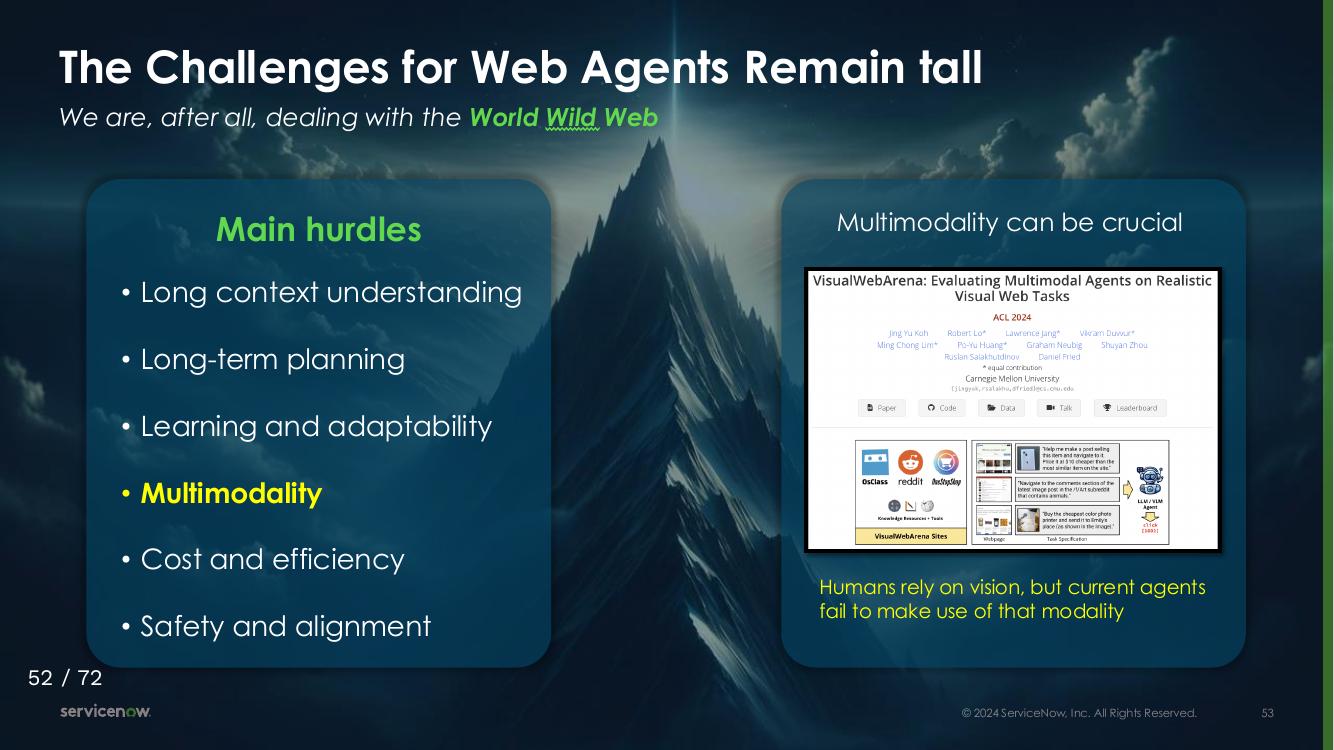 The Challenges for Web Agents Remain tall
We are, after all, dealing with the World Wild Web
Main hurdles
• Long context understanding
• Long-term planning
• Learning and adaptability
• Multimodality
• Cost and efficiency
• Safety and alignment
Multimodality can be crucial
VisualWebArena: Evaluating Multimodal Agents on Realistic
Visual Web Tasks
ACL 2024
Jing Yu Koh Robert Lo* Lawrence Jang* Vikram Duvvur*
Ming Chong Lim* Po-Yu Huang* Graham Neubig Shuyan Zhou
Ruslan Salakhutdinov Daniel Fried
* equal contribution
Carnegie Mellon University
{jingyuk,rsalakhu,dfried}@cs.cmu.edu
Paper Code Data Talk Leaderboard
OsClass reddit OneStopShop
Knowledge Resources + Tools
VisualWebArena Sites
"Help me make a post selling
this item and navigate to it.
Price it at $10 cheaper than the
most similar item on the site."
"Navigate to the comments section of the
latest image post in the /f/Art subreddit
that contains animals."
"Buy the cheapest color photo
printer and send it to Emily's
place (as shown in the image)."
Webpage Task Specification
LLM / VLM
Agent
click
Humans rely on vision, but current agents
fail to make use of that modality
52 / 72
servicenow
© 2024 ServiceNow, Inc. All Rights Reserved.
53